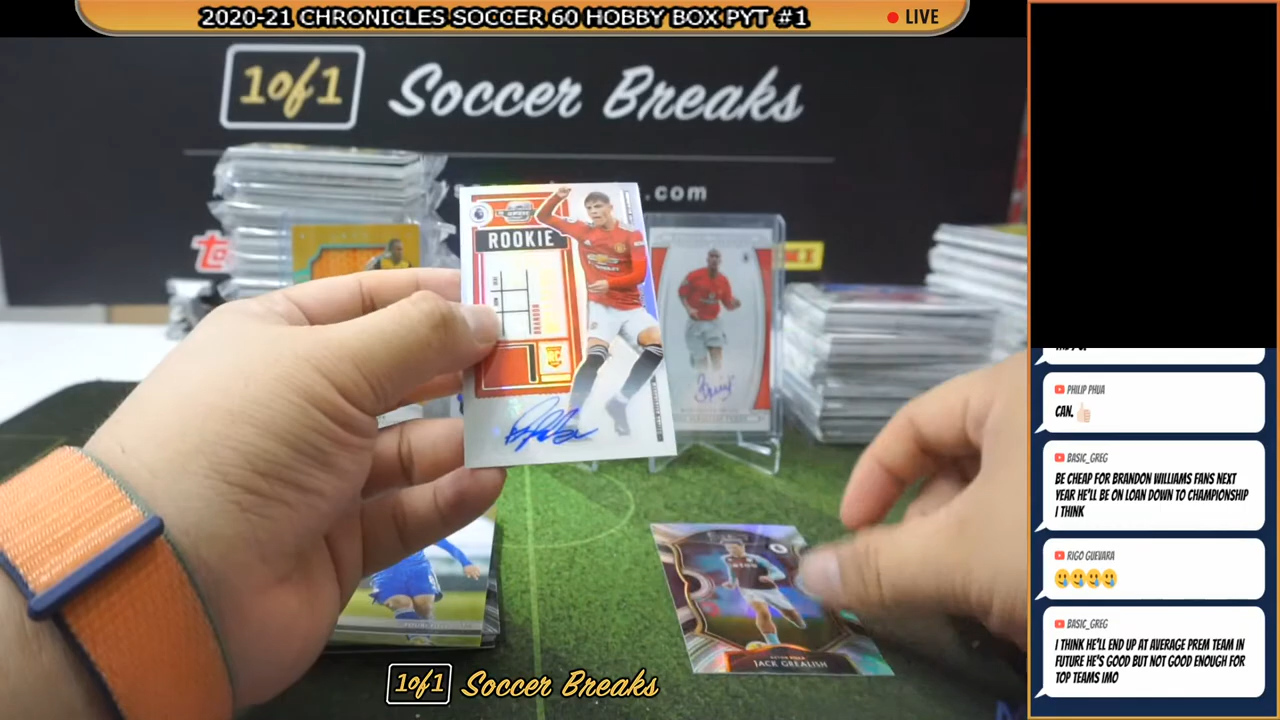 2020-21 CHRONICLES SOCCER 60 HOBBY BOX PYT #1
LIVE
1of1 Soccer Breaks
.com
ROOKIE
BRANDON
RC
JACK GREALISH
1of1 Soccer Breaks
PHILIP PHUA
CAN. 👍🏻
BASIC_GREG
BE CHEAP FOR BRANDON WILLIAMS FANS NEXT
YEAR HE'LL BE ON LOAN DOWN TO CHAMPIONSHIP
I THINK
RIGO GUEVARA
🥲🥲🥲🥲
BASIC_GREG
I THINK HE'LL END UP AT AVERAGE PREM TEAM IN
FUTURE HE'S GOOD BUT NOT GOOD ENOUGH FOR
TOP TEAMS IMO